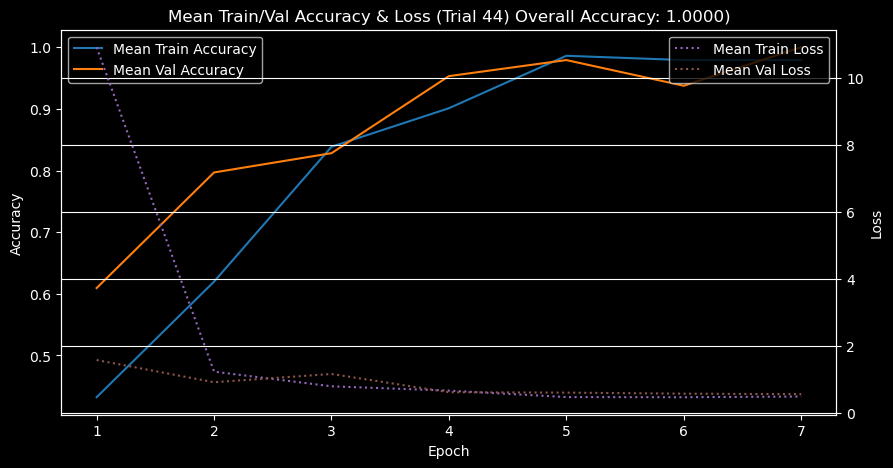 Mean Train/Val Accuracy & Loss (Trial 44) Overall Accuracy: 1.0000)
Mean Train Accuracy
Mean Val Accuracy
Mean Train Loss
Mean Val Loss
1.0
0.9
0.8
0.7
0.6
0.5
Accuracy
10
8
6
4
2
0
Loss
1 2 3 4 5 6 7
Epoch